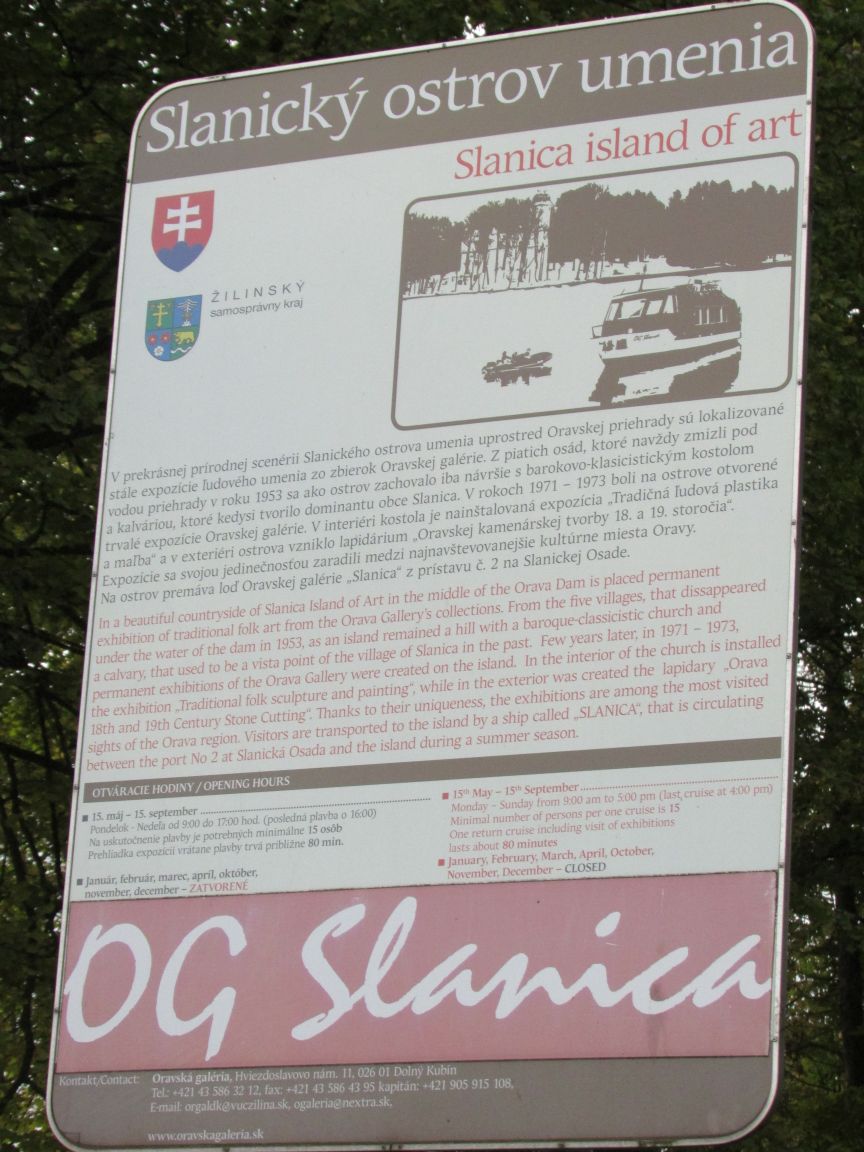 Slanický ostrov umenia
Slanica island of art
ŽILINSKÝ
samosprávny kraj
V prekrásnej prírodnej scenérii Slanického ostrova umenia uprostred Oravskej priehrady sú lokalizované
stále expozície ľudového umenia zo zbierok Oravskej galérie. Z piatich osád, ktoré navždy zmizli pod
vodou priehrady v roku 1953 sa ako ostrov zachovalo iba návršie s barokovo-klasicistickým kostolom
a kalváriou, ktoré kedysi tvorilo dominantu obce Slanica. V rokoch 1971 – 1973 boli na ostrove otvorené
trvalé expozície Oravskej galérie. V interiéri kostola je nainštalovaná expozícia „Tradičná ľudová plastika
a maľba“ a v exteriéri ostrova vzniklo lapidárium „Oravskej kamenárskej tvorby 18. a 19. storočia“.
Expozície sa svojou jedinečnosťou zaradili medzi najnavštevovanejšie kultúrne miesta Oravy.
Na ostrov premáva loď Oravskej galérie „Slanica“ z prístavu č. 2 na Slanickej Osade.
In a beautiful countryside of Slanica Island of Art in the middle of the Orava Dam is placed permanent
exhibition of traditional folk art from the Orava Gallery's collections. From the five villages, that disappeared
under the water of the dam in 1953, as an island remained a hill with a baroque-classicistic church and
a calvary, that used to be a vista point of the village of Slanica in the past. Few years later, in 1971 – 1973,
permanent exhibitions of the Orava Gallery were created on the island. In the interior of the church is installed
the exhibition „Traditional folk sculpture and painting“, while in the exterior was created the lapidary „Orava
18th and 19th Century Stone Cutting“. Thanks to their uniqueness, the exhibitions are among the most visited
sights of the Orava region. Visitors are transported to the island by a ship called „SLANICA“, that is circulating
between the port No 2 at Slanická Osada and the island during a summer season.
OTVÁRACIE HODINY / OPENING HOURS
15. máj – 15. september
Pondelok - Nedeľa od 9:00 do 17:00 hod. (posledná plavba o 16:00)
Na uskutočnenie plavby je potrebných minimálne 15 osôb
Prehliadka expozícií vrátane plavby trvá približne 80 min.
Január, február, marec, apríl, október,
november, december – ZATVORENÉ
15th May – 15th September
Monday – Sunday from 9:00 am to 5:00 pm (last cruise at 4:00 pm)
Minimal number of persons per one cruise is 15
One return cruise including visit of exhibitions
lasts about 80 minutes
January, February, March, April, October,
November, December – CLOSED
OG Slanica
Kontakt/Contact: Oravská galéria, Hviezdoslavovo nám. 11, 026 01 Dolný Kubín
Tel.: +421 43 586 32 12, fax: +421 43 586 43 95 kapitán: +421 905 915 108,
E-mail: orgaldk@vuczilina.sk, ogaleria@nextra.sk,
www.oravskagaleria.sk